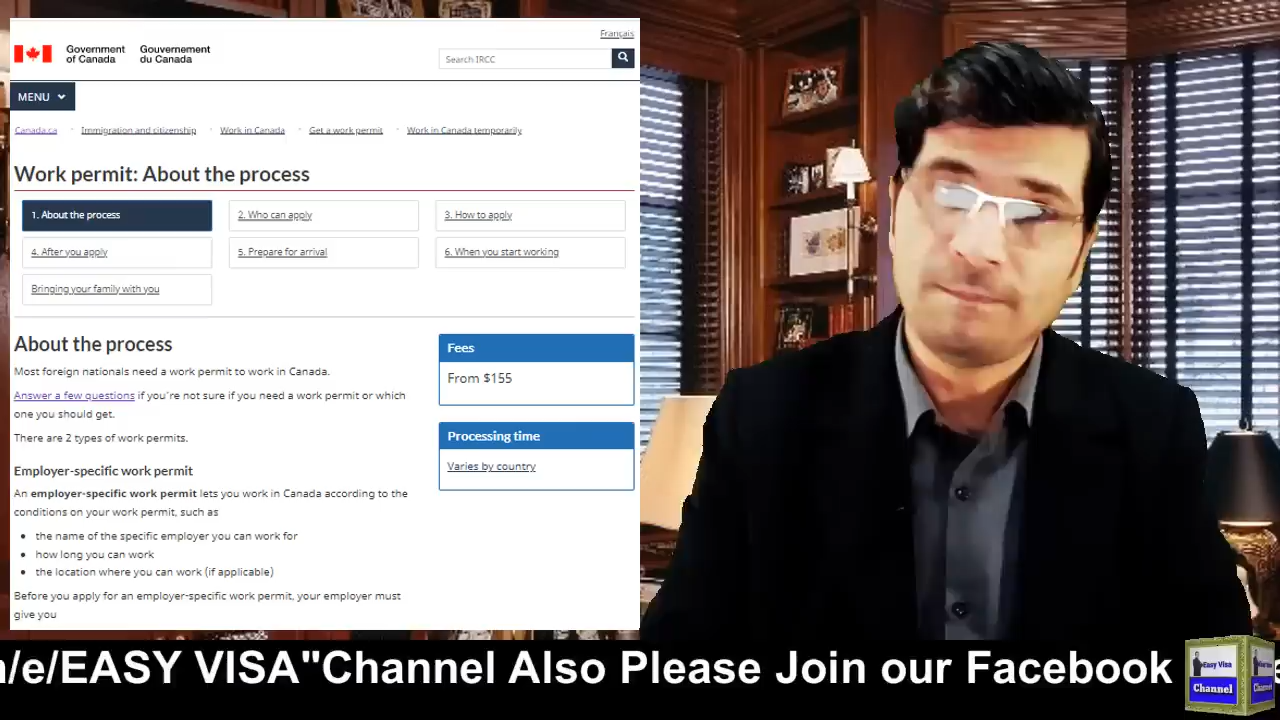 Français
Government of Canada
Gouvernement du Canada
Search IRCC
MENU
Canada.ca
Immigration and citizenship
Work in Canada
Get a work permit
Work in Canada temporarily
Work permit: About the process
1. About the process
2. Who can apply
3. How to apply
4. After you apply
5. Prepare for arrival
6. When you start working
Bringing your family with you
About the process
Most foreign nationals need a work permit to work in Canada.
Answer a few questions if you're not sure if you need a work permit or which
one you should get.
There are 2 types of work permits.
Employer-specific work permit
An employer-specific work permit lets you work in Canada according to the
conditions on your work permit, such as
the name of the specific employer you can work for
how long you can work
the location where you can work (if applicable)
Before you apply for an employer-specific work permit, your employer must
give you
Fees
From $155
Processing time
Varies by country
n/e/EASY VISA"Channel Also Please Join our Facebook
Easy Visa
Channel